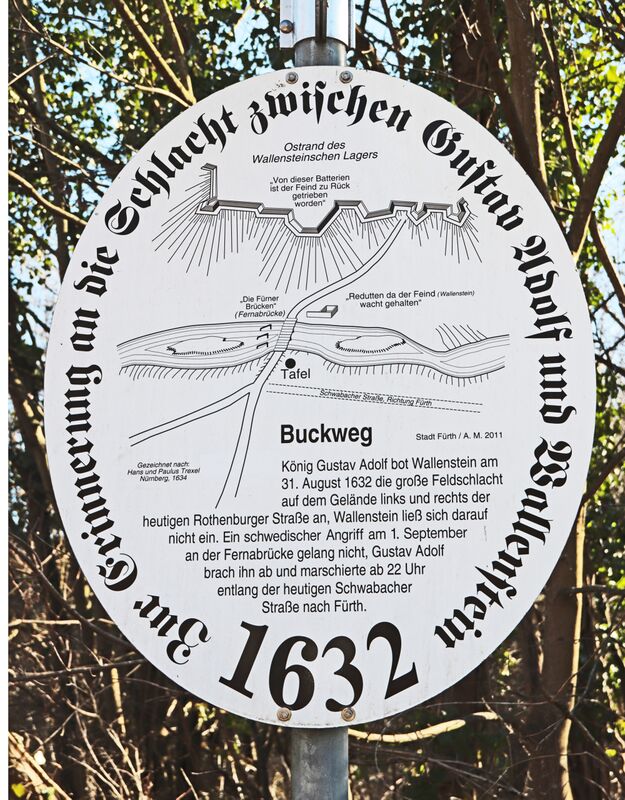 Zur Erinnerung an die Schlacht zwischen Gustav Adolf und Wallenstein
Ostrand des
Wallensteinschen Lagers
„Von dieser Batterien
ist der Feind zu Rück
getrieben
worden"
„Die Fürner
Brücken"
(Fernabrücke)
„Redutten da der Feind (Wallenstein)
wacht gehalten"
Tafel
Schwabacher Straße, Richtung Fürth
Buckweg
Stadt Fürth / A. M. 2011
Gezeichnet nach:
Hans und Paulus Trexel
Nürnberg, 1634
König Gustav Adolf bot Wallenstein am
31. August 1632 die große Feldschlacht
auf dem Gelände links und rechts der
heutigen Rothenburger Straße an, Wallenstein ließ sich darauf
nicht ein. Ein schwedischer Angriff am 1. September
an der Fernabrücke gelang nicht, Gustav Adolf
brach ihn ab und marschierte ab 22 Uhr
entlang der heutigen Schwabacher
Straße nach Fürth.
1632